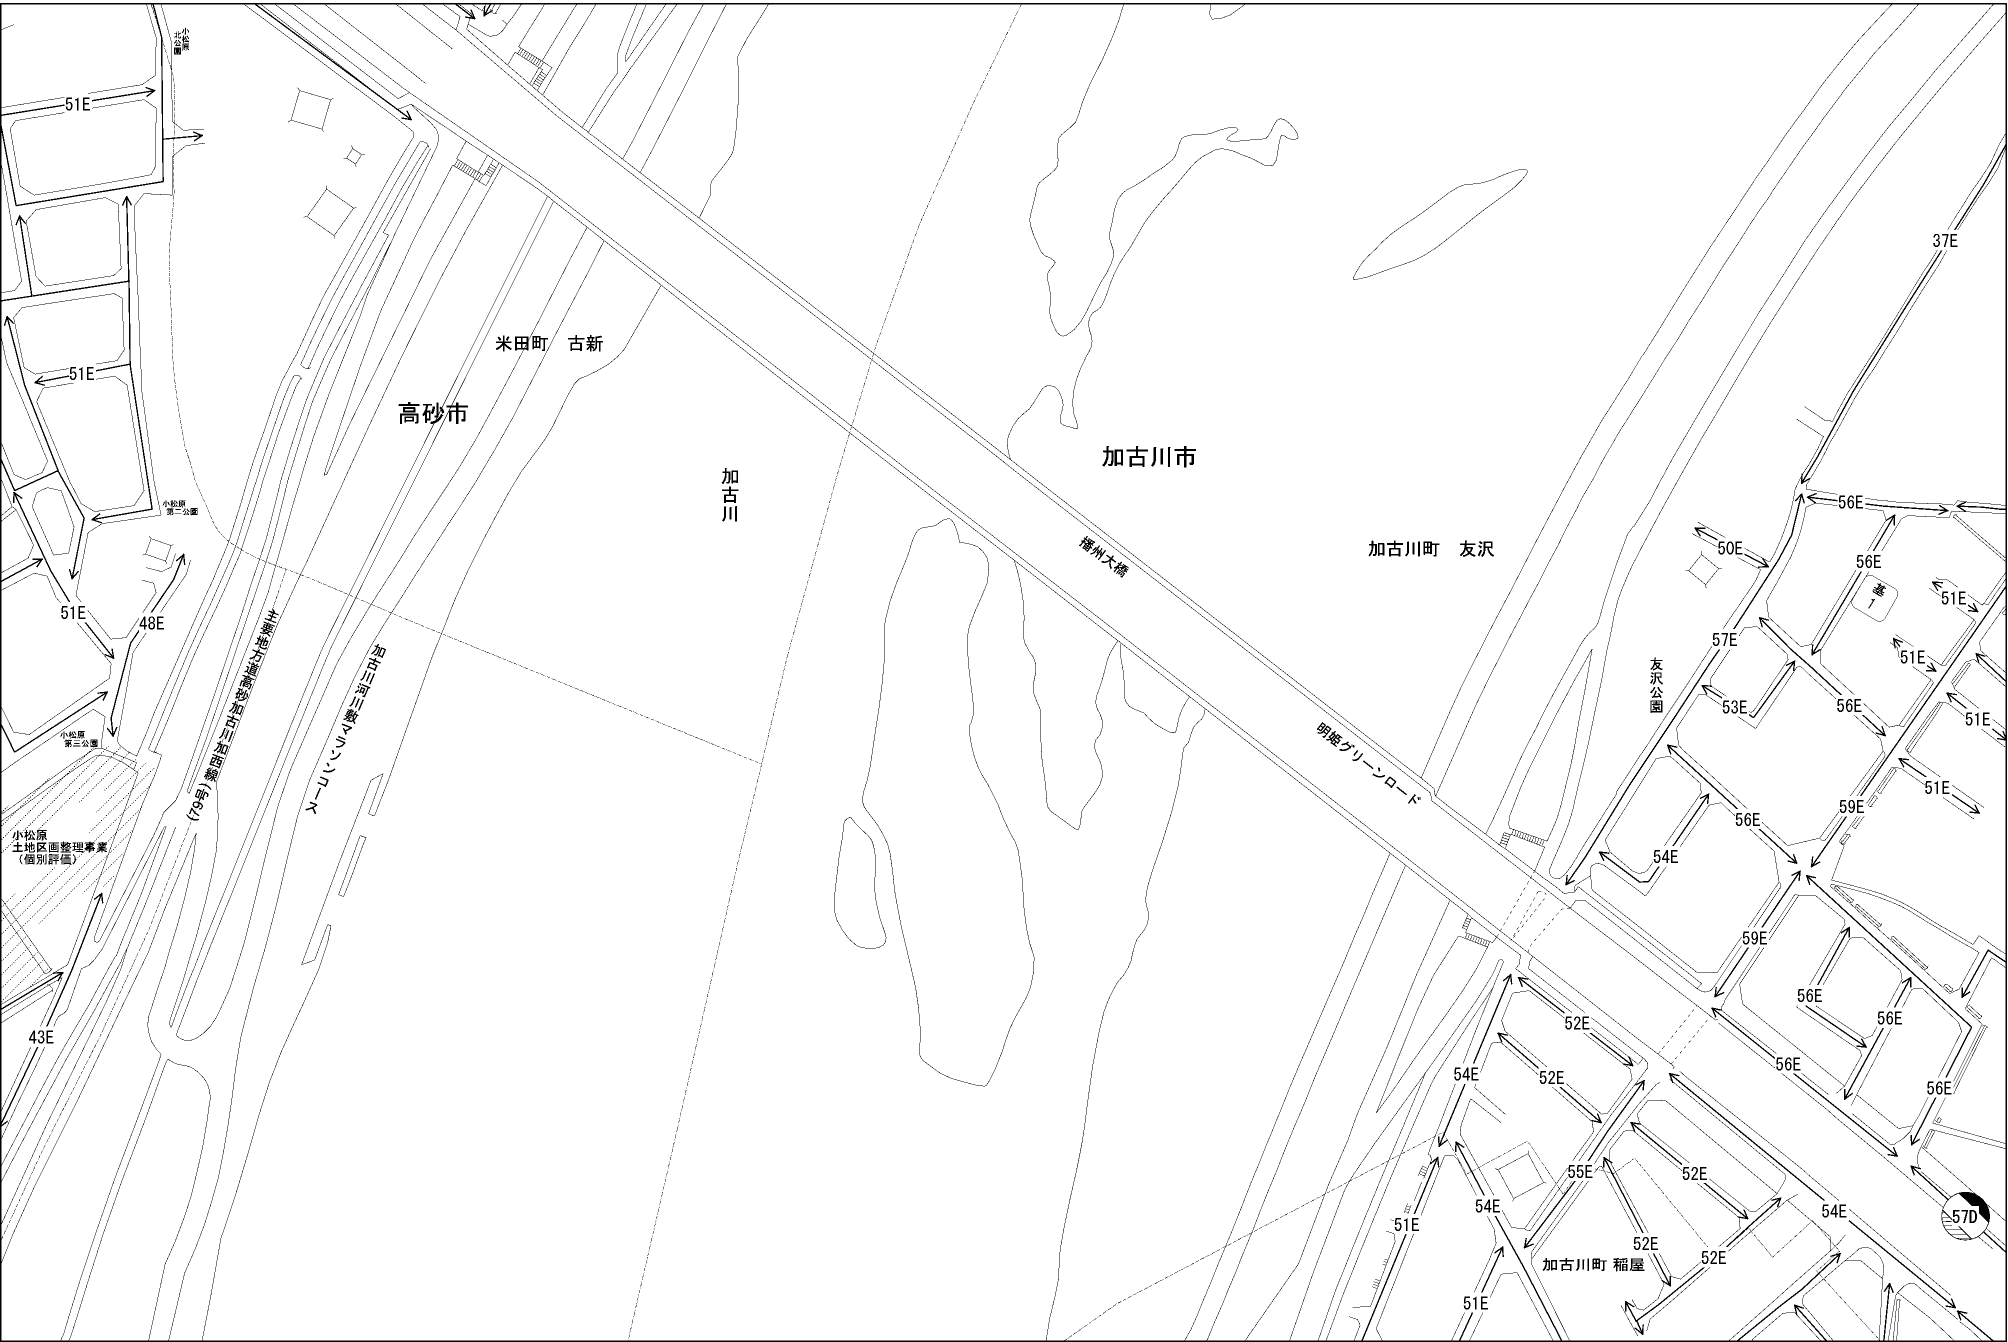 小松原
北公園
51E
37E
米田町　古新
51E
高砂市
加古川市
加古川
小松原
第二公園
56E
播州大橋
加古川町　友沢
50E
56E
基
1
51E
51E
48E
57E
51E
友沢公園
主要地方道高砂加古川加西線(79号)
加古川河川敷マラソンコース
53E
56E
51E
小松原
第三公園
明姫グリーンロード
51E
59E
56E
小松原
土地区画整理事業
（個別評価）
54E
59E
56E
56E
52E
43E
56E
54E
52E
56E
55E
52E
54E
54E
57D
51E
52E
52E
加古川町 稲屋
51E